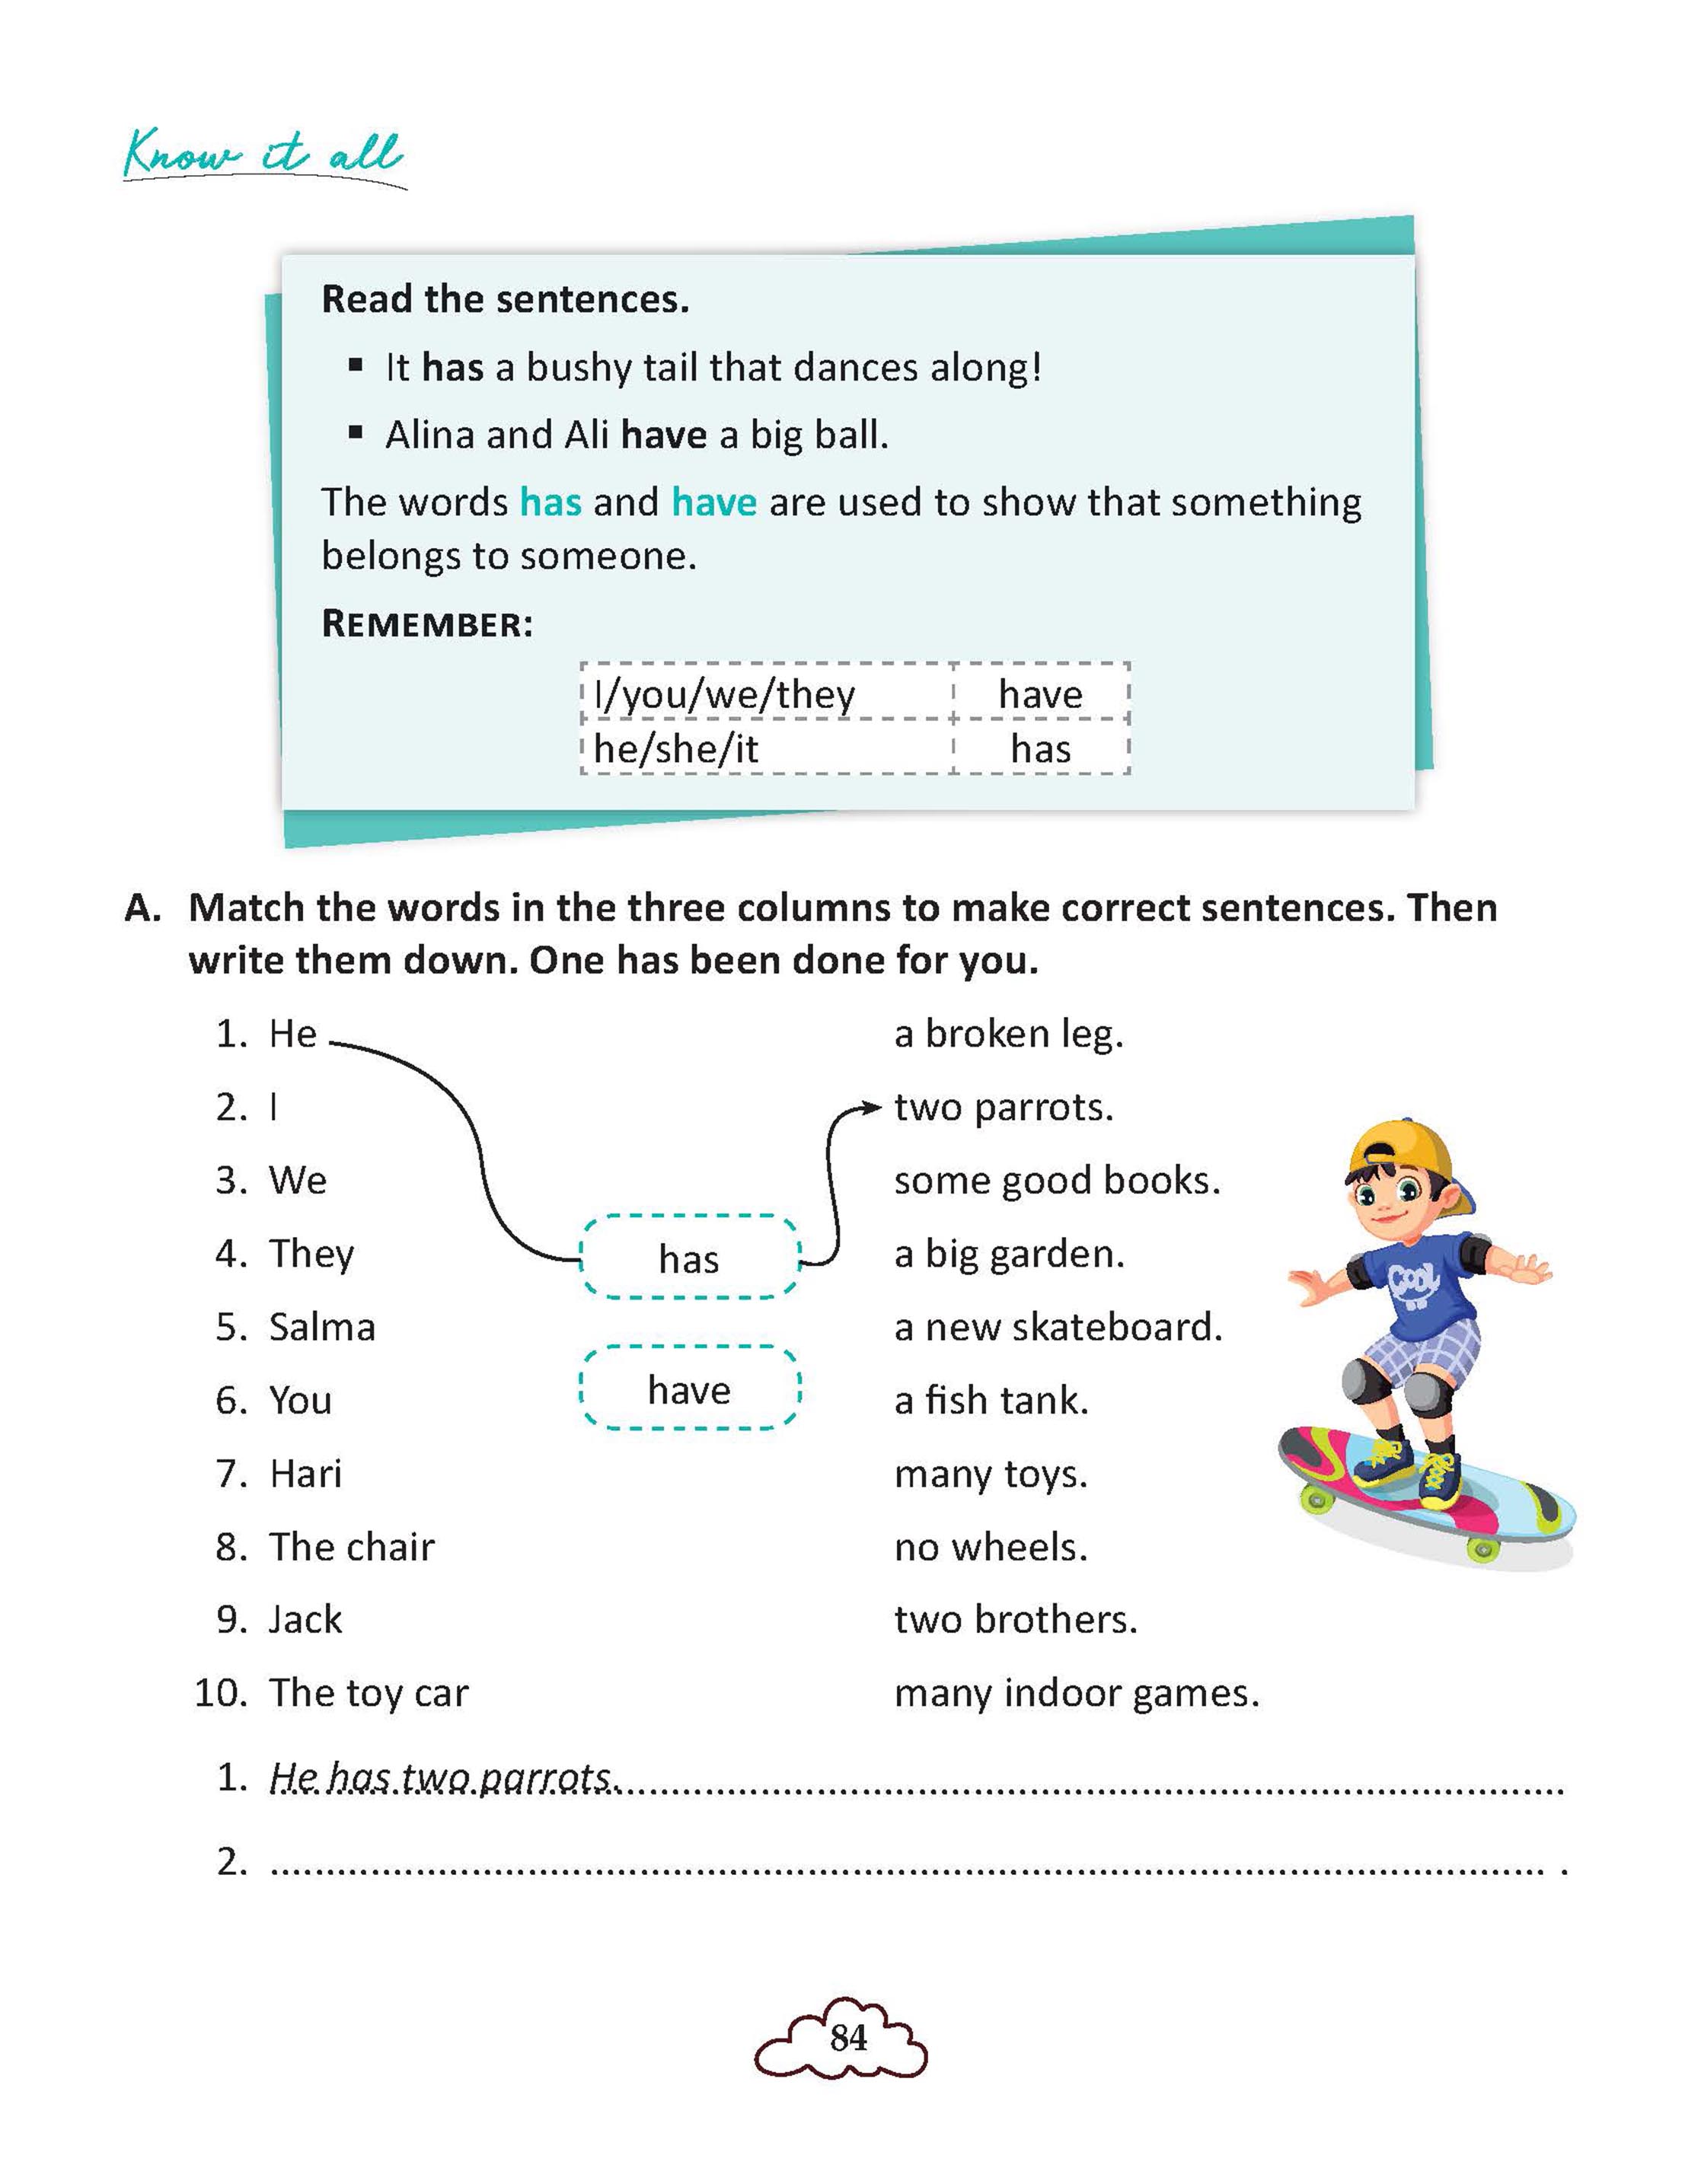 Know it all
Read the sentences.
▪ It has a bushy tail that dances along!
▪ Alina and Ali have a big ball.
The words has and have are used to show that something
belongs to someone.
REMEMBER:
I/you/we/they have
he/she/it has
A. Match the words in the three columns to make correct sentences. Then
write them down. One has been done for you.
1. He a broken leg.
2. I two parrots.
3. We some good books.
4. They has a big garden.
5. Salma a new skateboard.
6. You have a fish tank.
7. Hari many toys.
8. The chair no wheels.
9. Jack two brothers.
10. The toy car many indoor games.
COOL
1. He has two parrots.
2. .
84